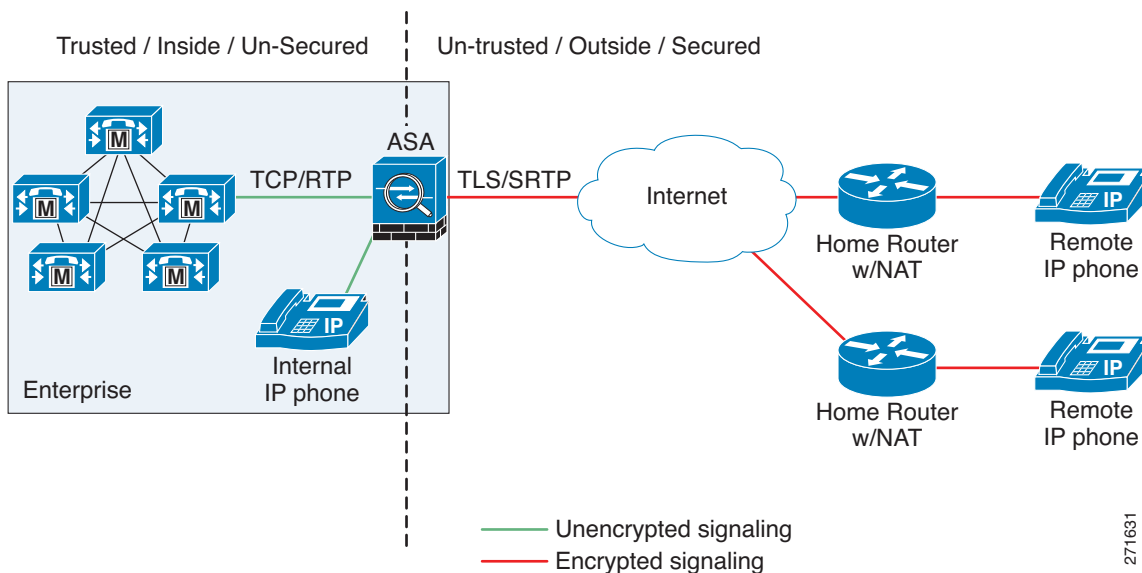 Trusted / Inside / Un-Secured
Un-trusted / Outside / Secured
M
M
M
M
M
TCP/RTP
ASA
TLS/SRTP
Internet
IP
Internal
IP phone
Enterprise
Home Router
w/NAT
IP
Remote
IP phone
Home Router
w/NAT
IP
Remote
IP phone
Unencrypted signaling
Encrypted signaling
271631